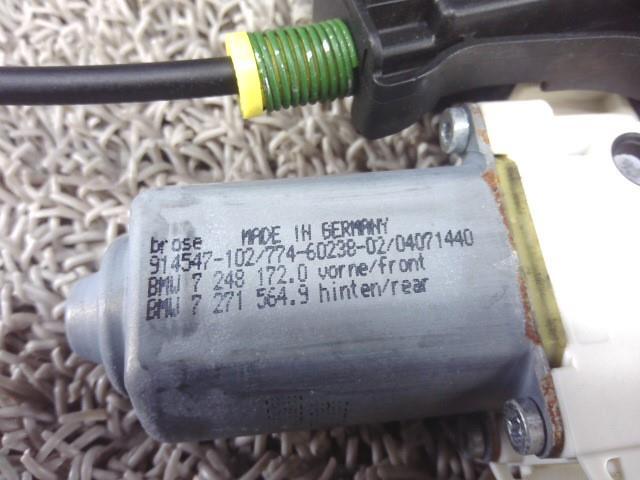 brose MADE IN GERMANY
914547-102/774-60238-02/04071440
BMW 7 248 172.0 vorne/front
BMW 7 271 564.9 hinten/rear